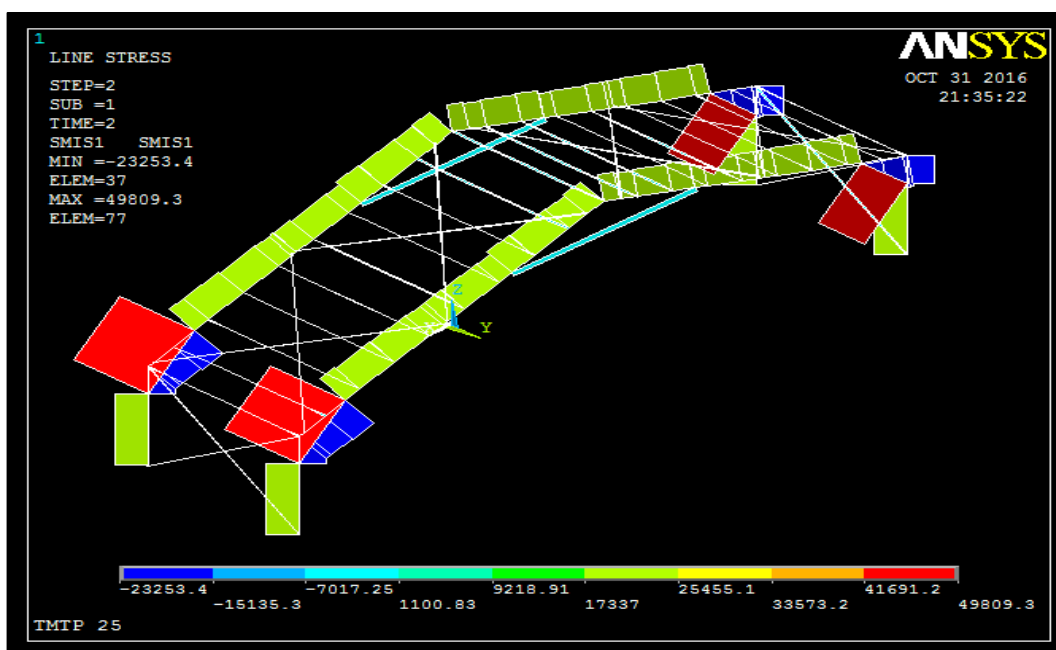 1
LINE STRESS
STEP=2
SUB =1
TIME=2
SMIS1 SMIS1
MIN =-23253.4
ELEM=37
MAX =49809.3
ELEM=77
ANSYS
OCT 31 2016
21:35:22
Z
Y
-23253.4 -7017.25 9218.91 25455.1 41691.2
-15135.3 1100.83 17337 33573.2 49809.3
TMTP 25